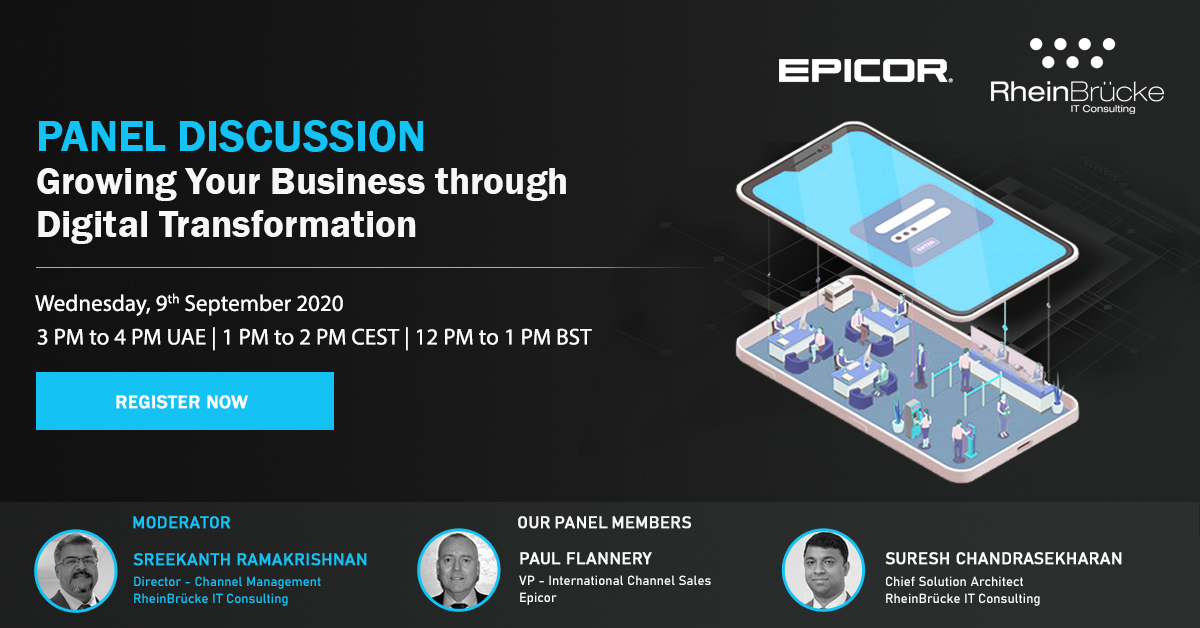 EPICOR®
RheinBrücke
IT Consulting
PANEL DISCUSSION
Growing Your Business through
Digital Transformation
Wednesday, 9th September 2020
3 PM to 4 PM UAE | 1 PM to 2 PM CEST | 12 PM to 1 PM BST
REGISTER NOW
ENTER
MODERATOR
SREEKANTH RAMAKRISHNAN
Director - Channel Management
RheinBrücke IT Consulting
OUR PANEL MEMBERS
PAUL FLANNERY
VP - International Channel Sales
Epicor
SURESH CHANDRASEKHARAN
Chief Solution Architect
RheinBrücke IT Consulting